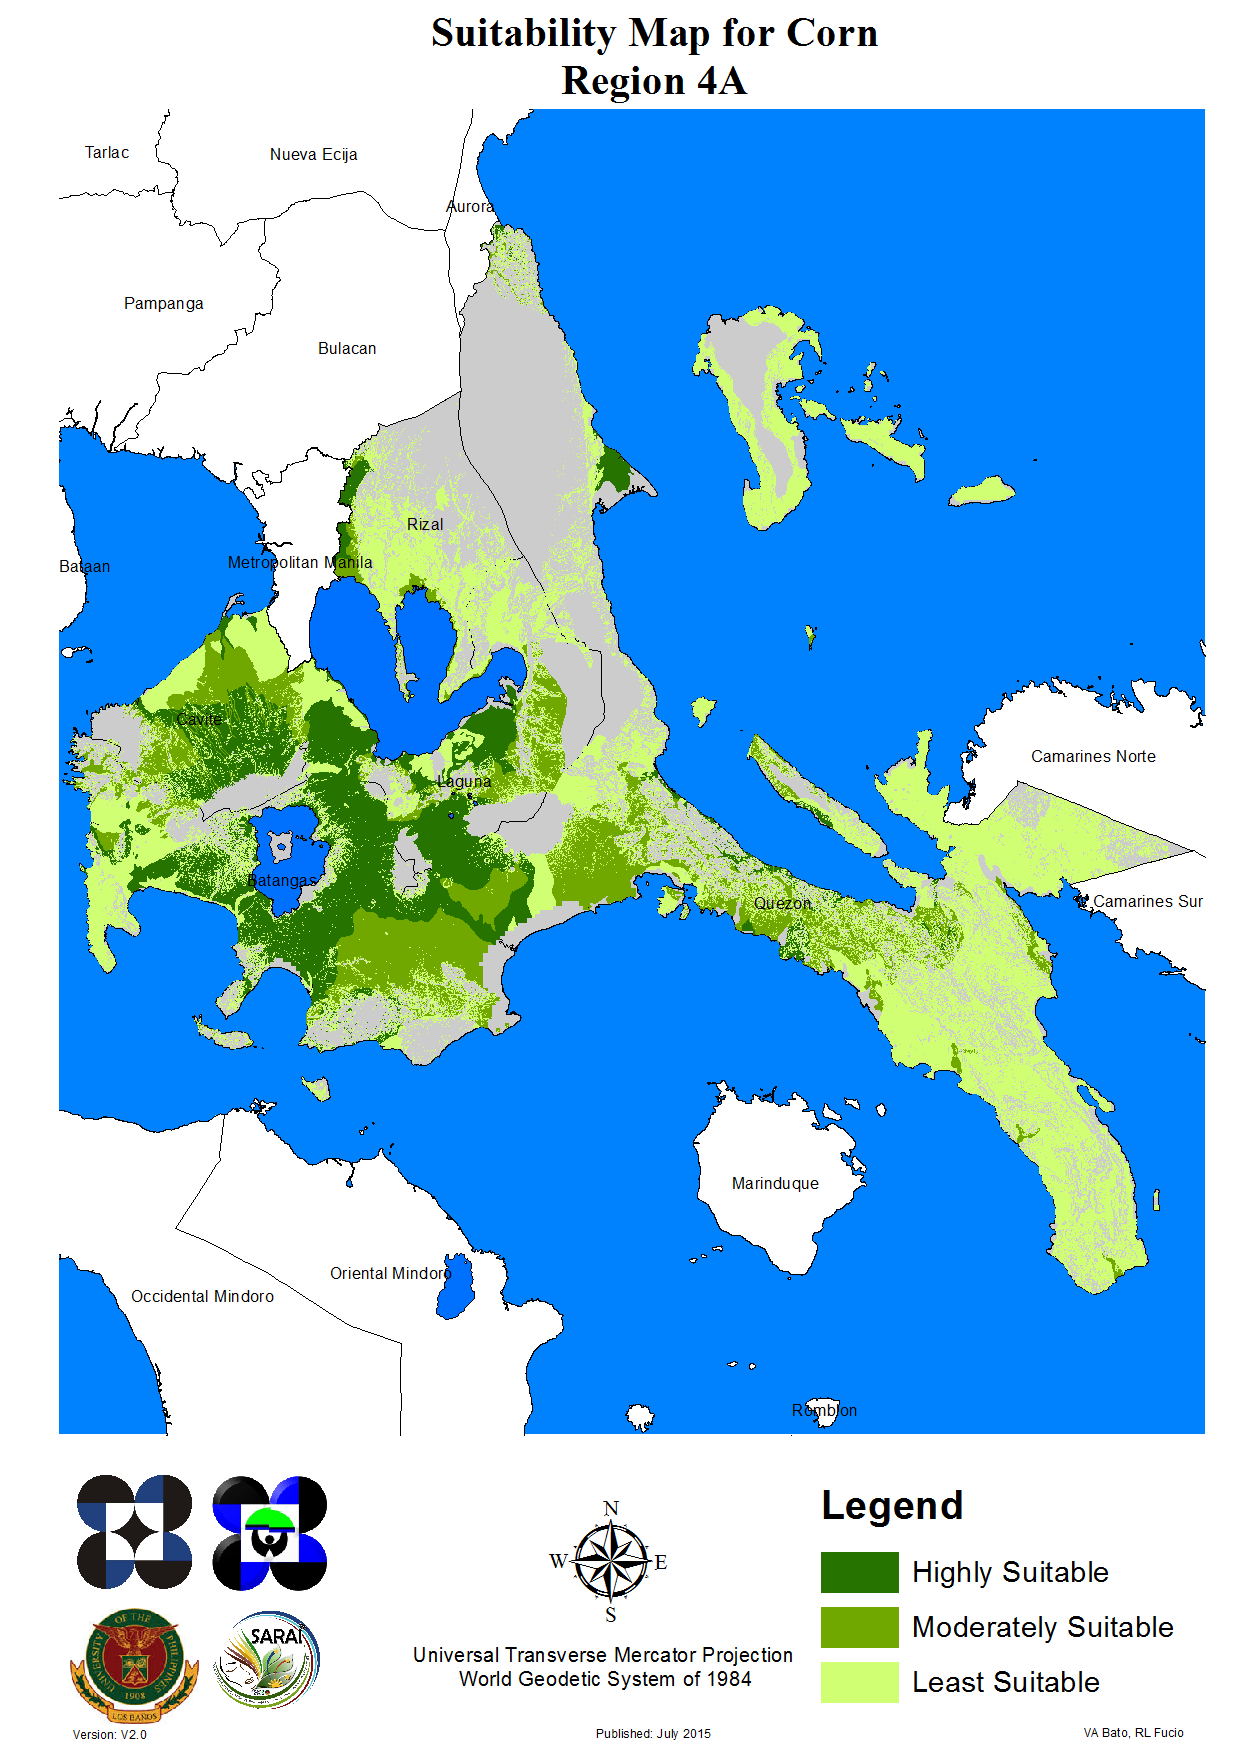 Suitability Map for Corn
Region 4A
Tarlac
Nueva Ecija
Aurora
Pampanga
Bulacan
Rizal
Bataan
Metropolitan Manila
Cavite
Camarines Norte
Laguna
Batangas
Quezon
Camarines Sur
Marinduque
Oriental Mindoro
Occidental Mindoro
Romblon
Legend
Highly Suitable
Moderately Suitable
Least Suitable
N
W
E
S
Universal Transverse Mercator Projection
World Geodetic System of 1984
UNIVERSITY OF THE PHILIPPINES
1908
LOS BAÑOS
SARAI
Version: V2.0
Published: July 2015
VA Bato, RL Fucio